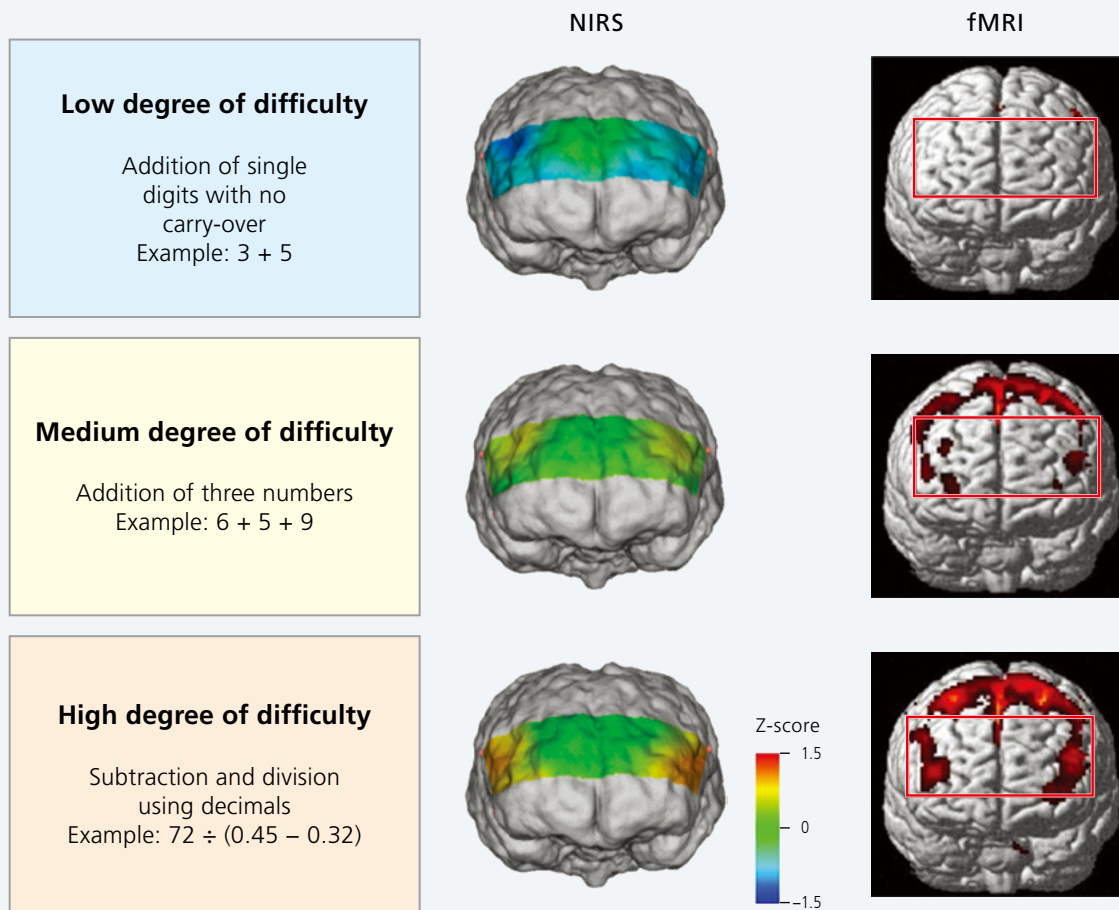 NIRS
fMRI
Low degree of difficulty
Addition of single
digits with no
carry-over
Example: 3 + 5
Medium degree of difficulty
Addition of three numbers
Example: 6 + 5 + 9
High degree of difficulty
Subtraction and division
using decimals
Example: 72 ÷ (0.45 – 0.32)
Z-score
1.5
0
–1.5